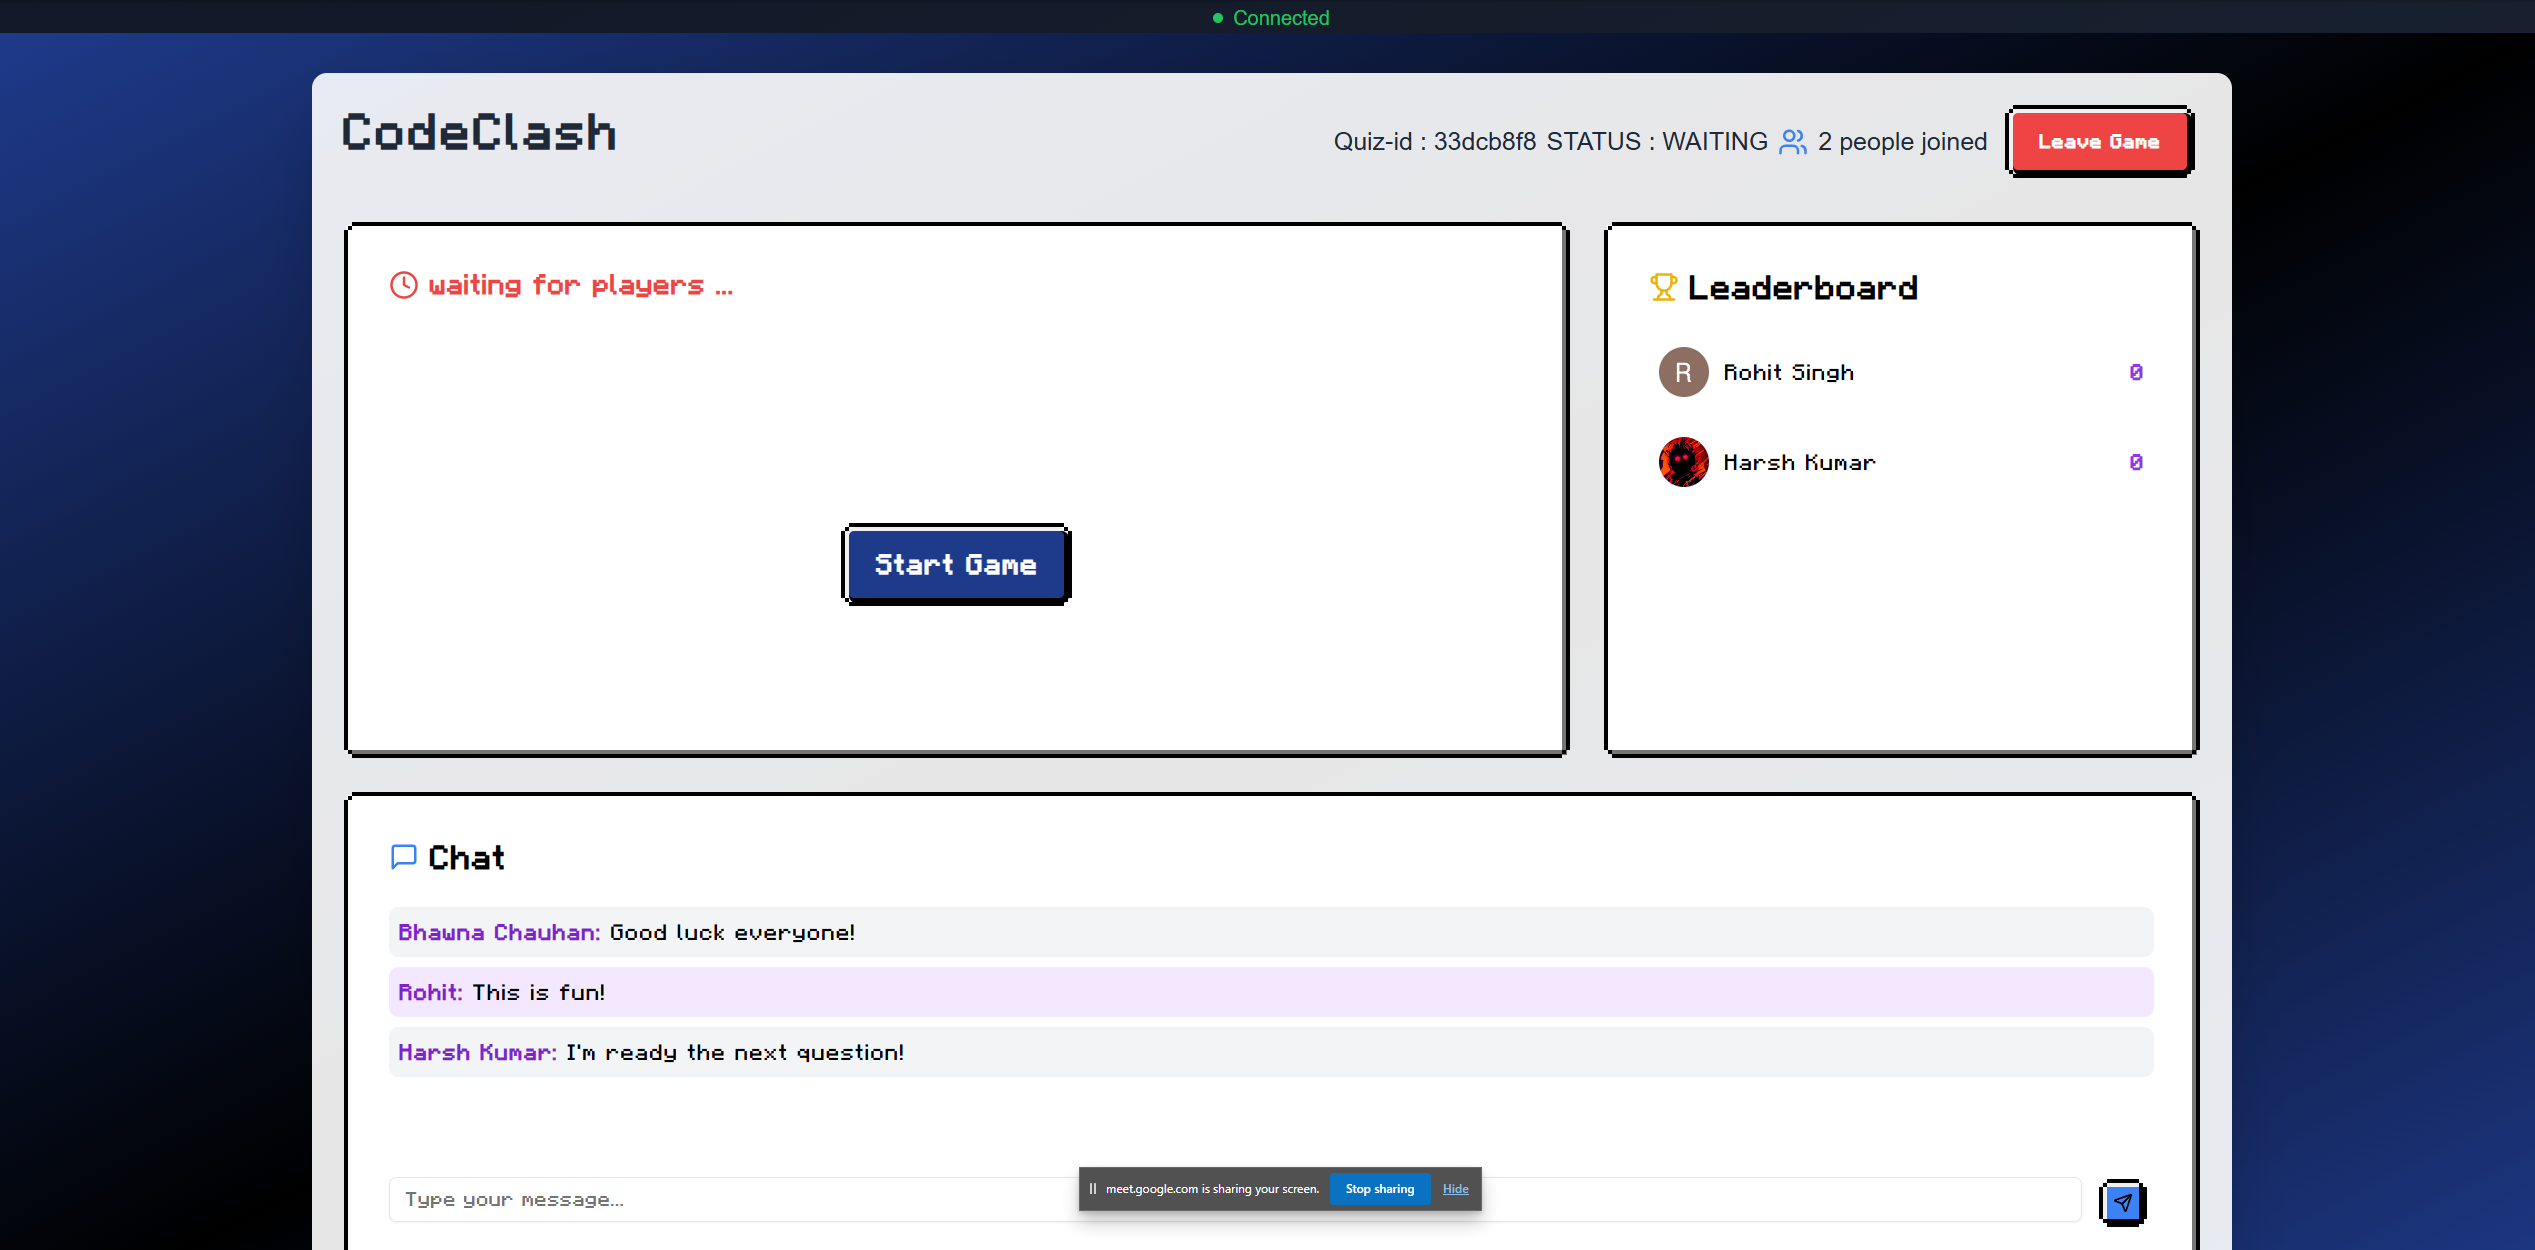 Connected
CodeClash
Quiz-id : 33dcb8f8 STATUS : WAITING 2 people joined
Leave Game
waiting for players ...
Start Game
Leaderboard
R Rohit Singh 0
Harsh Kumar 0
Chat
Bhawna Chauhan: Good luck everyone!
Rohit: This is fun!
Harsh Kumar: I'm ready the next question!
Type your message...
meet.google.com is sharing your screen. Stop sharing Hide